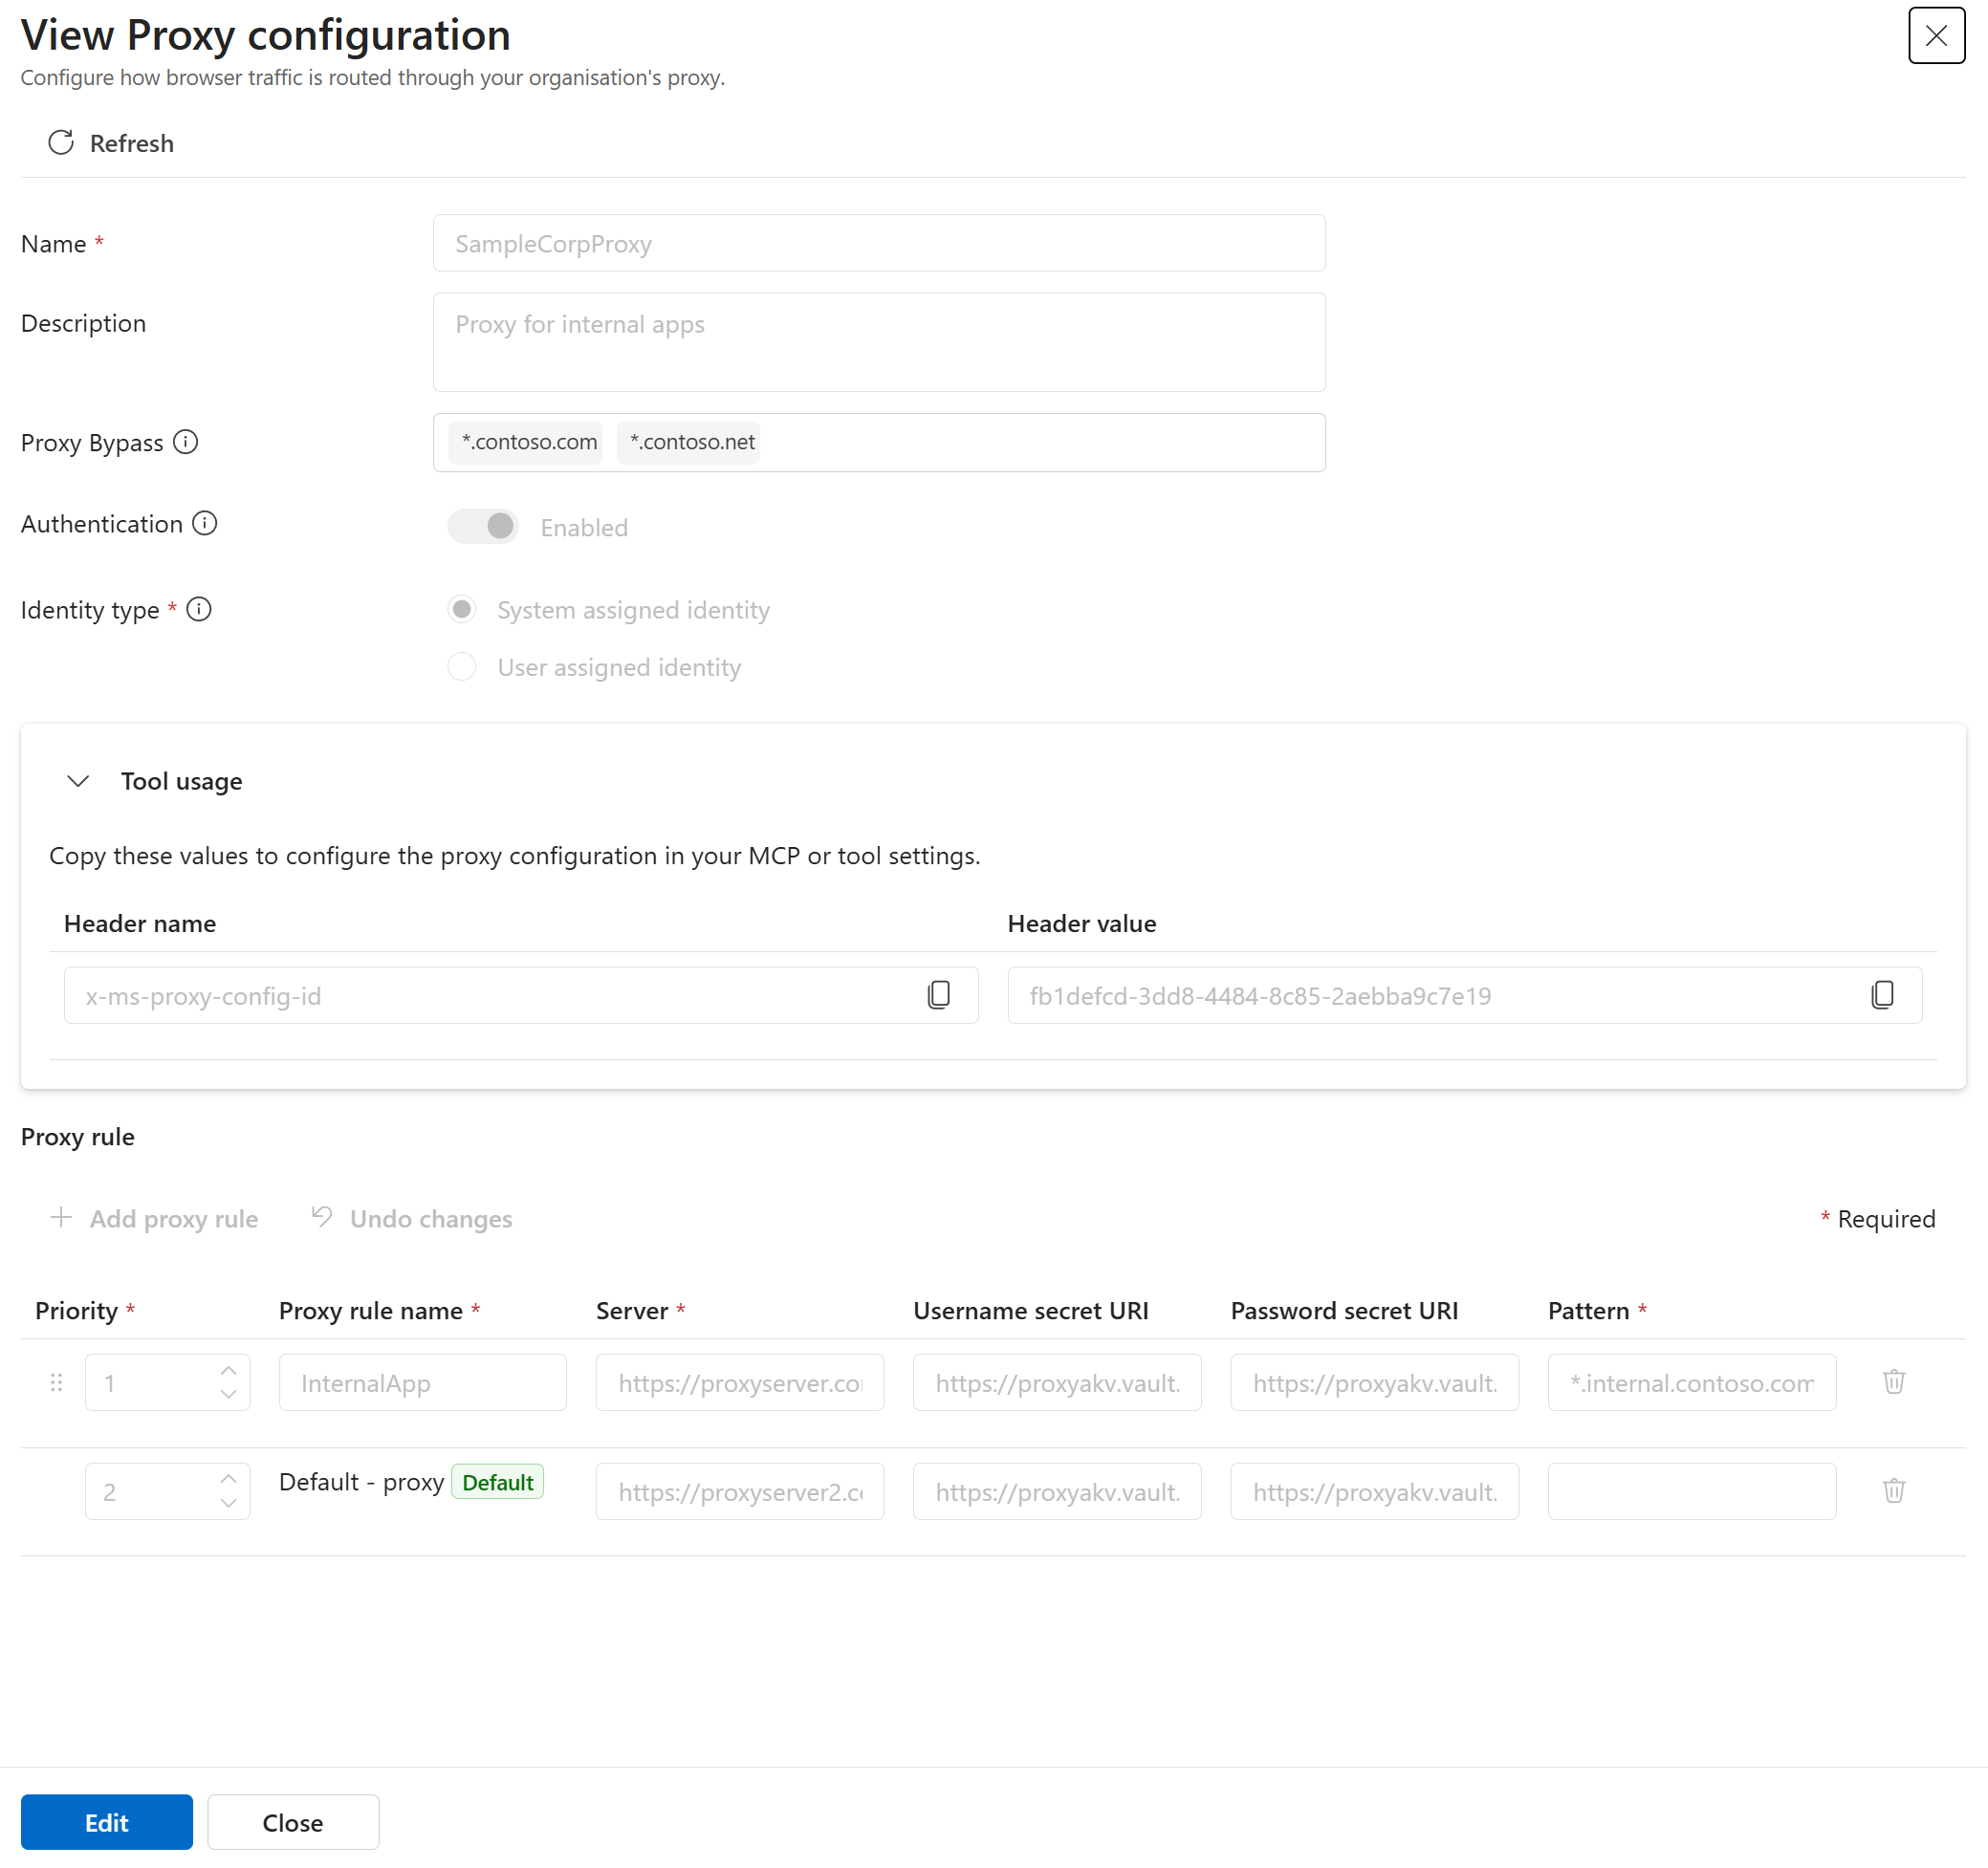 View Proxy configuration
Configure how browser traffic is routed through your organisation's proxy.
Refresh
Name *
SampleCorpProxy
Description
Proxy for internal apps
Proxy Bypass
*.contoso.com *.contoso.net
Authentication
Enabled
Identity type *
System assigned identity
User assigned identity
Tool usage
Copy these values to configure the proxy configuration in your MCP or tool settings.
Header name Header value
x-ms-proxy-config-id fb1defcd-3dd8-4484-8c85-2aebba9c7e19
Proxy rule
Add proxy rule Undo changes * Required
Priority * Proxy rule name * Server * Username secret URI Password secret URI Pattern *
1 InternalApp https://proxyserver.co https://proxyakv.vault. https://proxyakv.vault. *.internal.contoso.com
2 Default - proxy Default https://proxyserver2.c https://proxyakv.vault. https://proxyakv.vault.
Edit Close